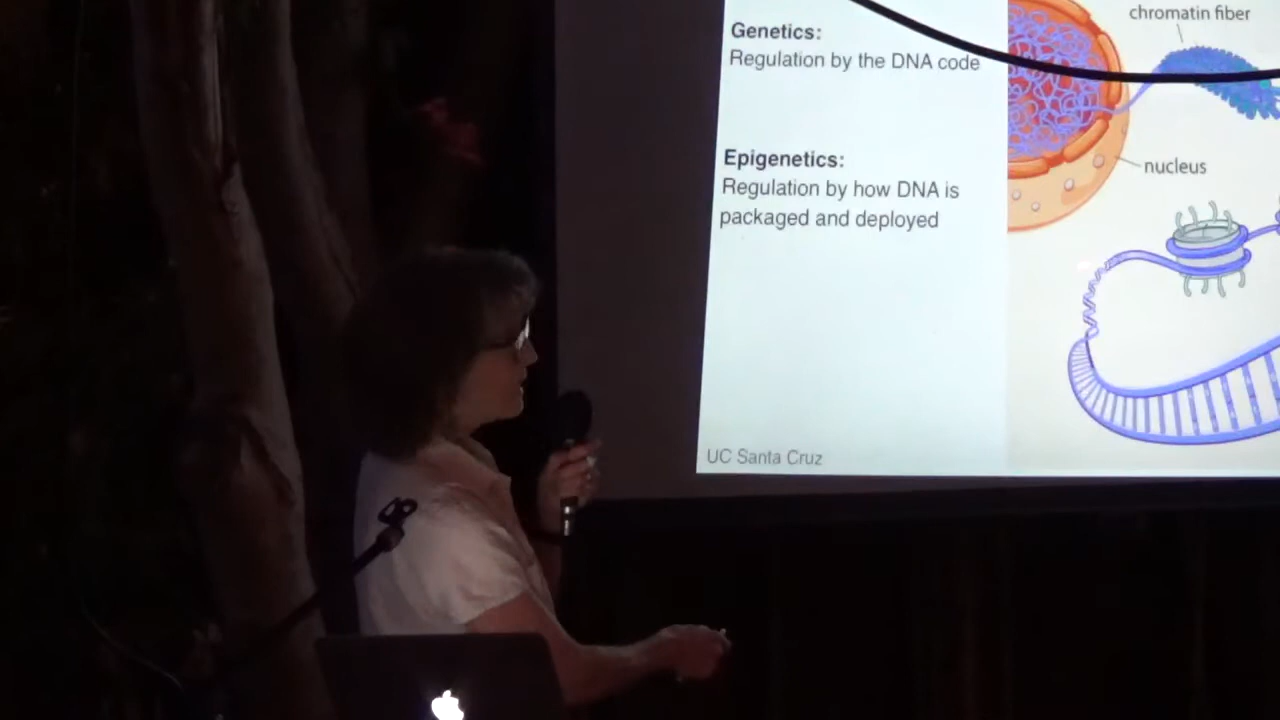 Genetics:
Regulation by the DNA code
Epigenetics:
Regulation by how DNA is
packaged and deployed
UC Santa Cruz
chromatin fiber
nucleus